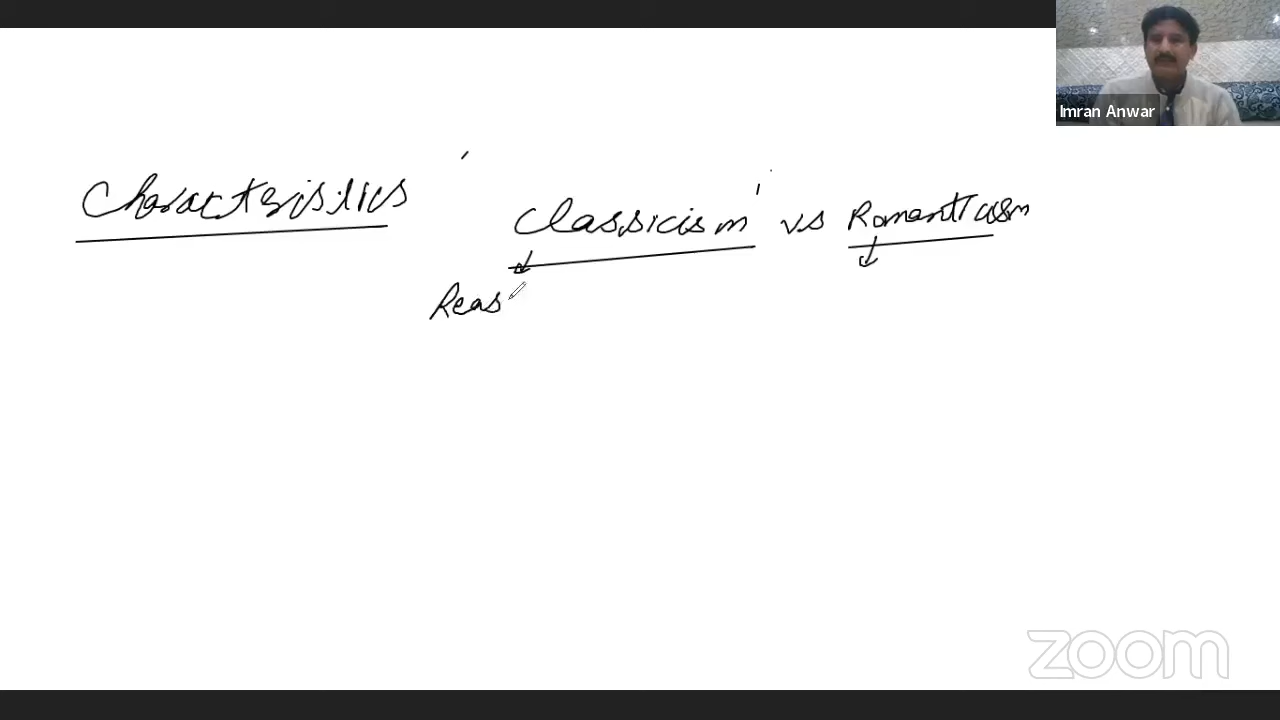 Imran Anwar
Characteristics
Classicism vs Romanticism
Reas
zoom